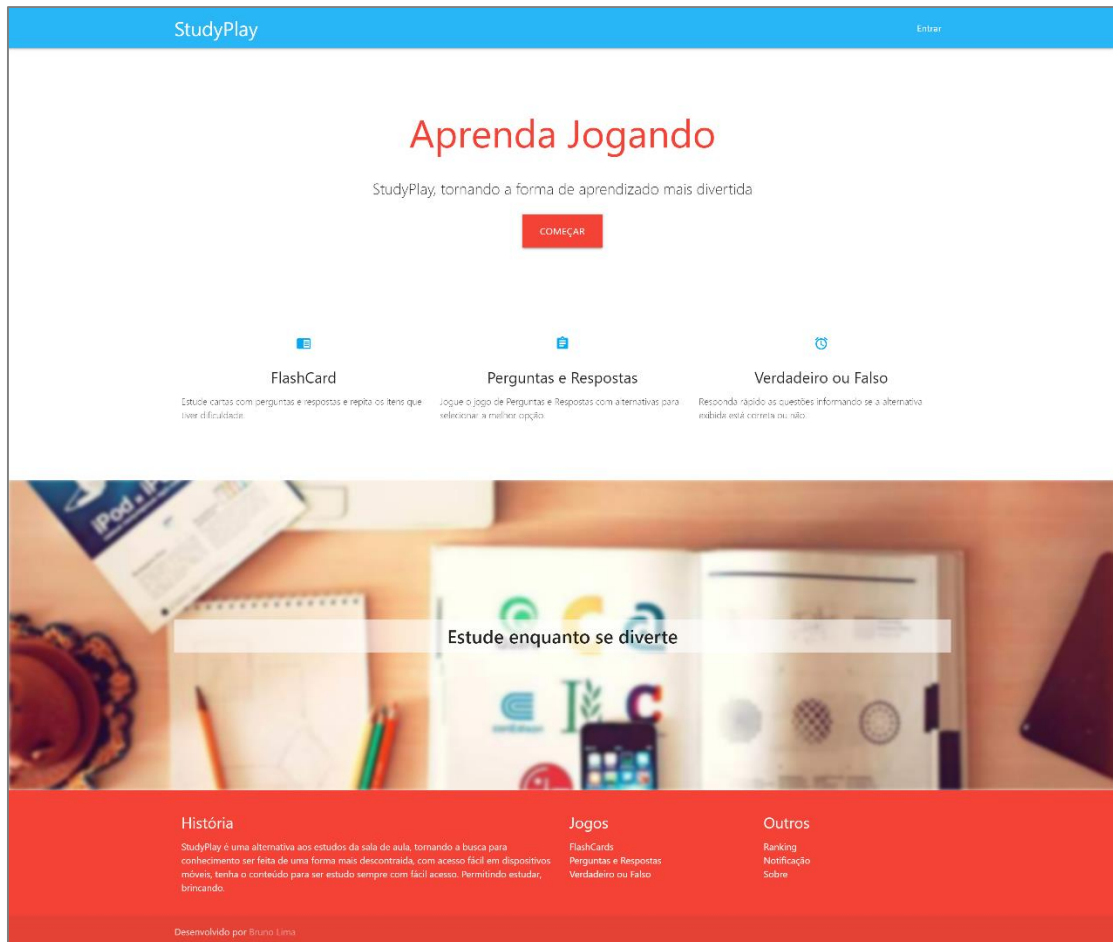 StudyPlay
Entrar
Aprenda Jogando
StudyPlay, tornando a forma de aprendizado mais divertida
COMEÇAR
FlashCard
Estude cartas com perguntas e respostas e repita os itens que
tiver dificuldade.
Perguntas e Respostas
Jogue o jogo de Perguntas e Respostas com alternativas para
selecionar a melhor opção.
Verdadeiro ou Falso
Responda rápido as questões informando se a alternativa
exibida está correta ou não.
iPod
Estude enquanto se diverte
História
StudyPlay é uma alternativa aos estudos da sala de aula, tornando a busca para
conhecimento ser feita de uma forma mais descontraida, com acesso fácil em dispositivos
móveis, tenha o conteúdo para ser estudo sempre com fácil acesso. Permitindo estudar,
brincando.
Jogos
FlashCards
Perguntas e Respostas
Verdadeiro ou Falso
Outros
Ranking
Notificação
Sobre
Desenvolvido por Bruno Lima